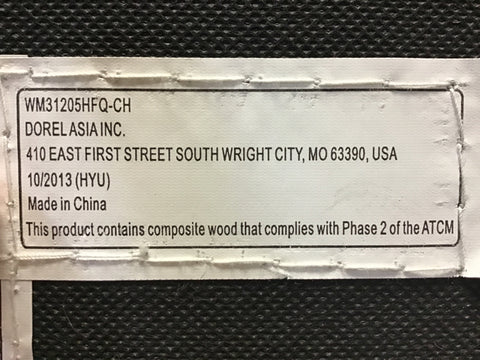 WM31205HFQ-CH
DOREL ASIA INC.
410 EAST FIRST STREET SOUTH WRIGHT CITY, MO 63390, USA
10/2013 (HYU)
Made in China
This product contains composite wood that complies with Phase 2 of the ATCM